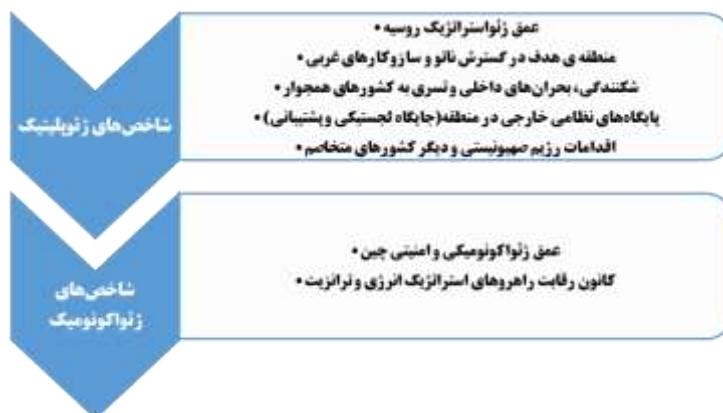 شاخص‌های ژئوپلیتیک
عمق ژئواستراتژیک روسیه •
منطقه ی هدف در گسترش ناتو و سازوکارهای غربی •
شکنندگی، بحران‌های داخلی و تسری به کشورهای همجوار •
پایگاه‌های نظامی خارجی در منطقه(جایگاه لجستیکی و پشتیبانی) •
اقدامات رژیم صهیونیستی و دیگر کشورهای متخاصم •
شاخص‌های
ژئواکونومیک
عمق ژئواکونومیکی و امنیتی چین •
کانون رقابت راهروهای استراتژیک انرژی و ترانزیت •